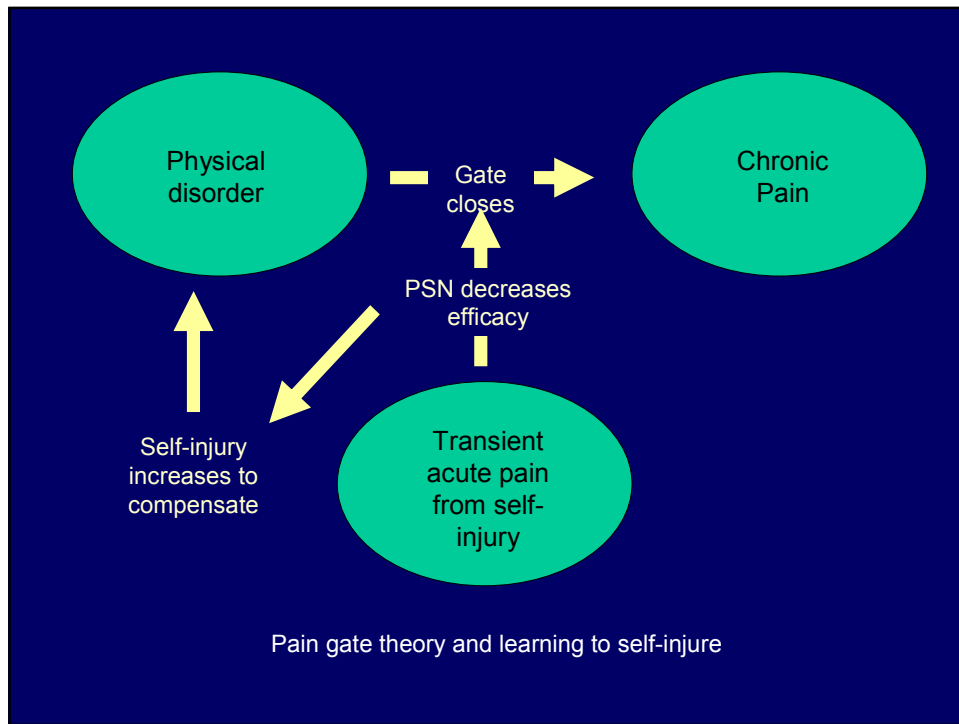 Physical
disorder
Gate
closes
Chronic
Pain
PSN decreases
efficacy
Self-injury
increases to
compensate
Transient
acute pain
from self-
injury
Pain gate theory and learning to self-injure